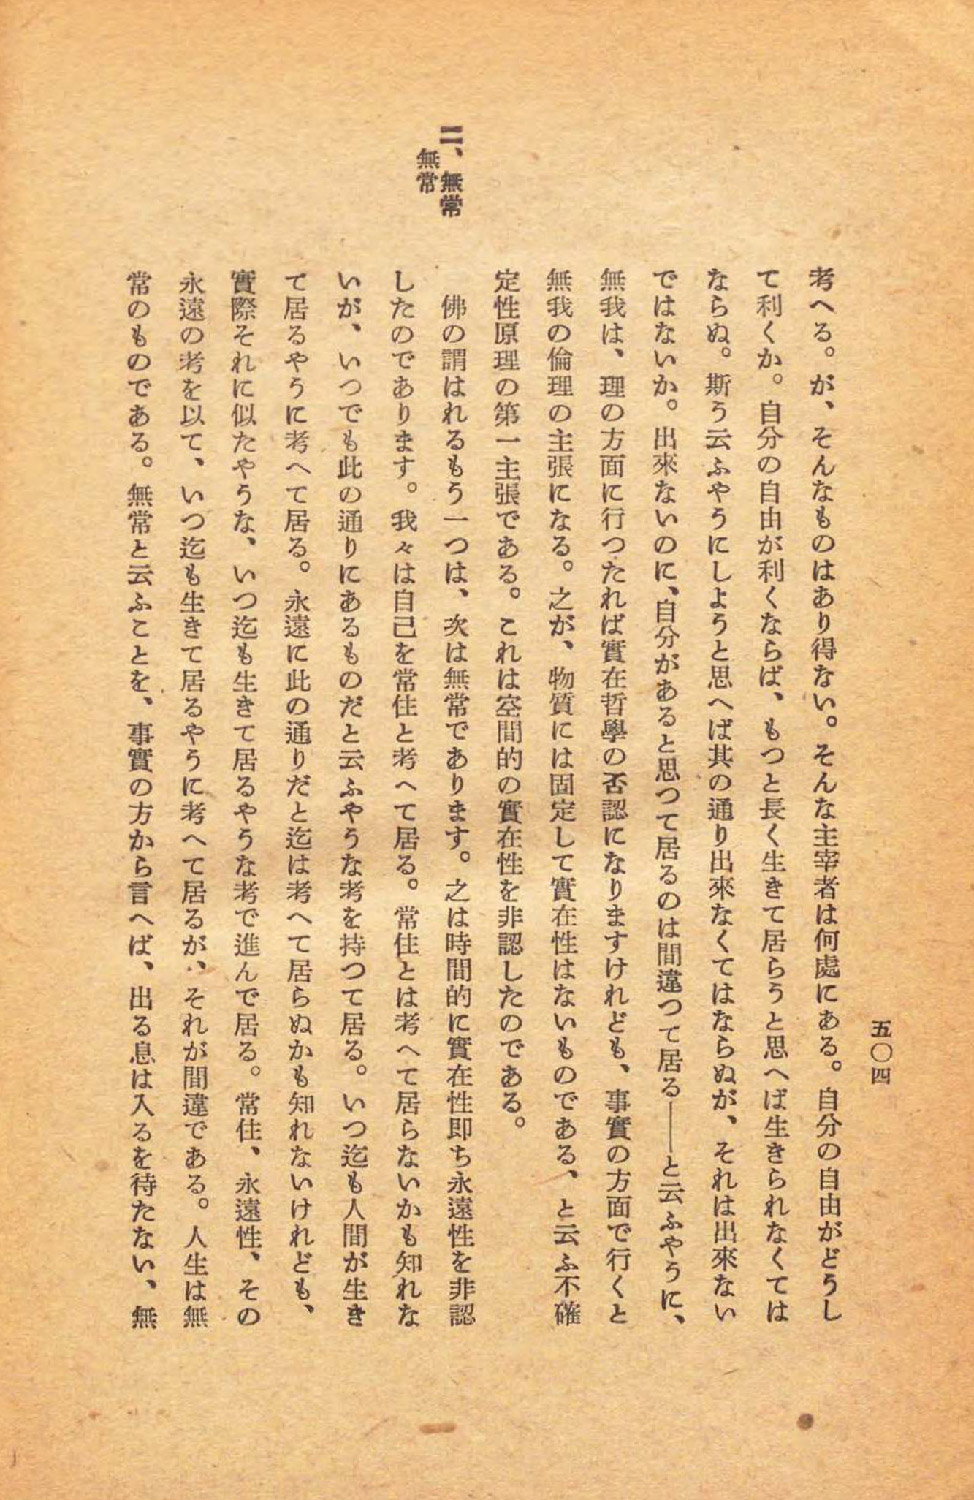 五〇四
考へる。が、そんなものはあり得ない。そんな主宰者は何處にある。自分の自由がどうし
て利くか。自分の自由が利くならば、もつと長く生きて居らうと思へば生きられなくては
ならぬ。斯う云ふやうにしようと思へば其の通り出來なくてはならぬが、それは出來ない
ではないか。出來ないのに、自分があると思つて居るのは間違つて居る――と云ふやうに、
無我は、理の方面に行つたれば實在哲學の否認になりますけれども、事實の方面で行くと
無我の倫理の主張になる。之が、物質には固定して實在性はないものである、と云ふ不確
定性原理の第一主張である。これは空間的の實在性を非認したのである。
二、無常
無常
佛の謂はれるもう一つは、次は無常であります。之は時間的に實在性即ち永遠性を非認
したのであります。我々は自己を常住と考へて居る。常住とは考へて居らないかも知れな
いが、いつでも此の通りにあるものだと云ふやうな考を持つて居る。いつ迄も人間が生き
て居るやうに考へて居る。永遠に此の通りだと迄は考へて居らぬかも知れないけれども、
實際それに似たやうな、いつ迄も生きて居るやうな考で進んで居る。常住、永遠性、その
永遠の考を以て、いつ迄も生きて居るやうに考へて居るが、それが間違である。人生は無
常のものである。無常と云ふことを、事實の方から言へば、出る息は入るを待たない、無